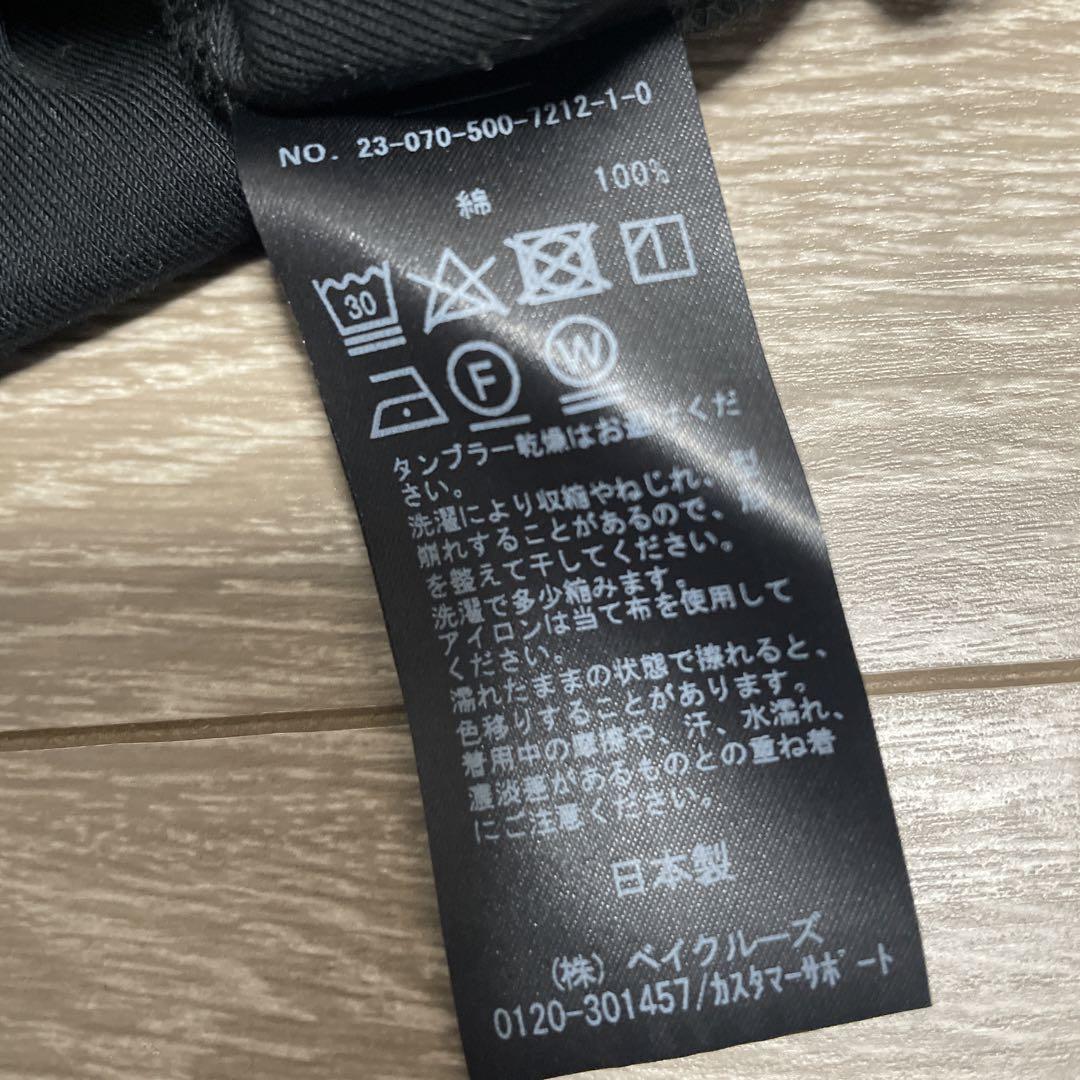 NO. 23-070-500-7212-1-0
綿 100%
30
F W
タンブラー乾燥はお避けくだ
さい。
洗濯により収縮やねじれ、型
崩れすることがあるので、形
を整えて干してください。
洗濯で多少縮みます。
アイロンは当て布を使用して
ください。
濡れたままの状態で擦れると、
色移りすることがあります。
着用中の摩擦や、汗、水濡れ、
濃淡差があるものとの重ね着
にご注意ください。
日本製
(株) ベイクルーズ
0120-301457/カスタマーサポート